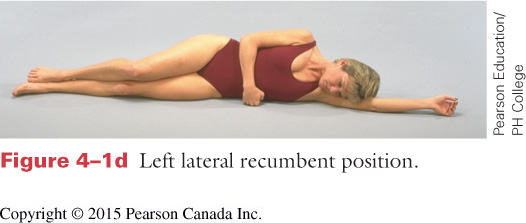 Pearson Education/
PH College
Figure 4–1d Left lateral recumbent position.
Copyright © 2015 Pearson Canada Inc.